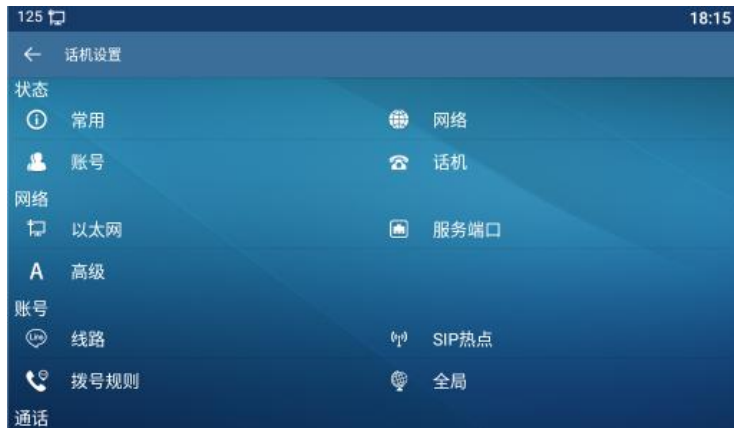 125 18:15
话机设置
状态
常用 网络
账号 话机
网络
以太网 服务端口
A 高级
账号
Line 线路 SIP热点
拨号规则 全局
通话